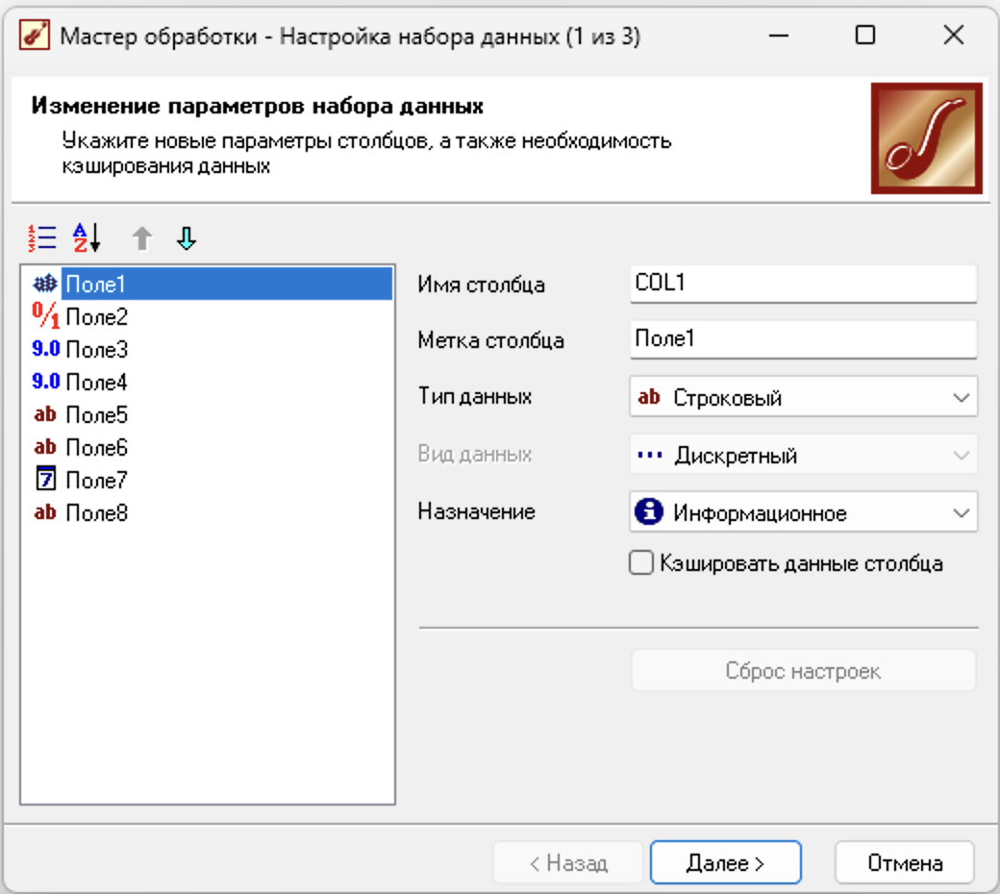 Мастер обработки - Настройка набора данных (1 из 3)
Изменение параметров набора данных
Укажите новые параметры столбцов, а также необходимость
кэширования данных
ab Поле1
0/1 Поле2
9.0 Поле3
9.0 Поле4
ab Поле5
ab Поле6
7 Поле7
ab Поле8
Имя столбца COL1
Метка столбца Поле1
Тип данных ab Строковый
Вид данных Дискретный
Назначение i Информационное
Кэшировать данные столбца
Сброс настроек
< Назад Далее > Отмена